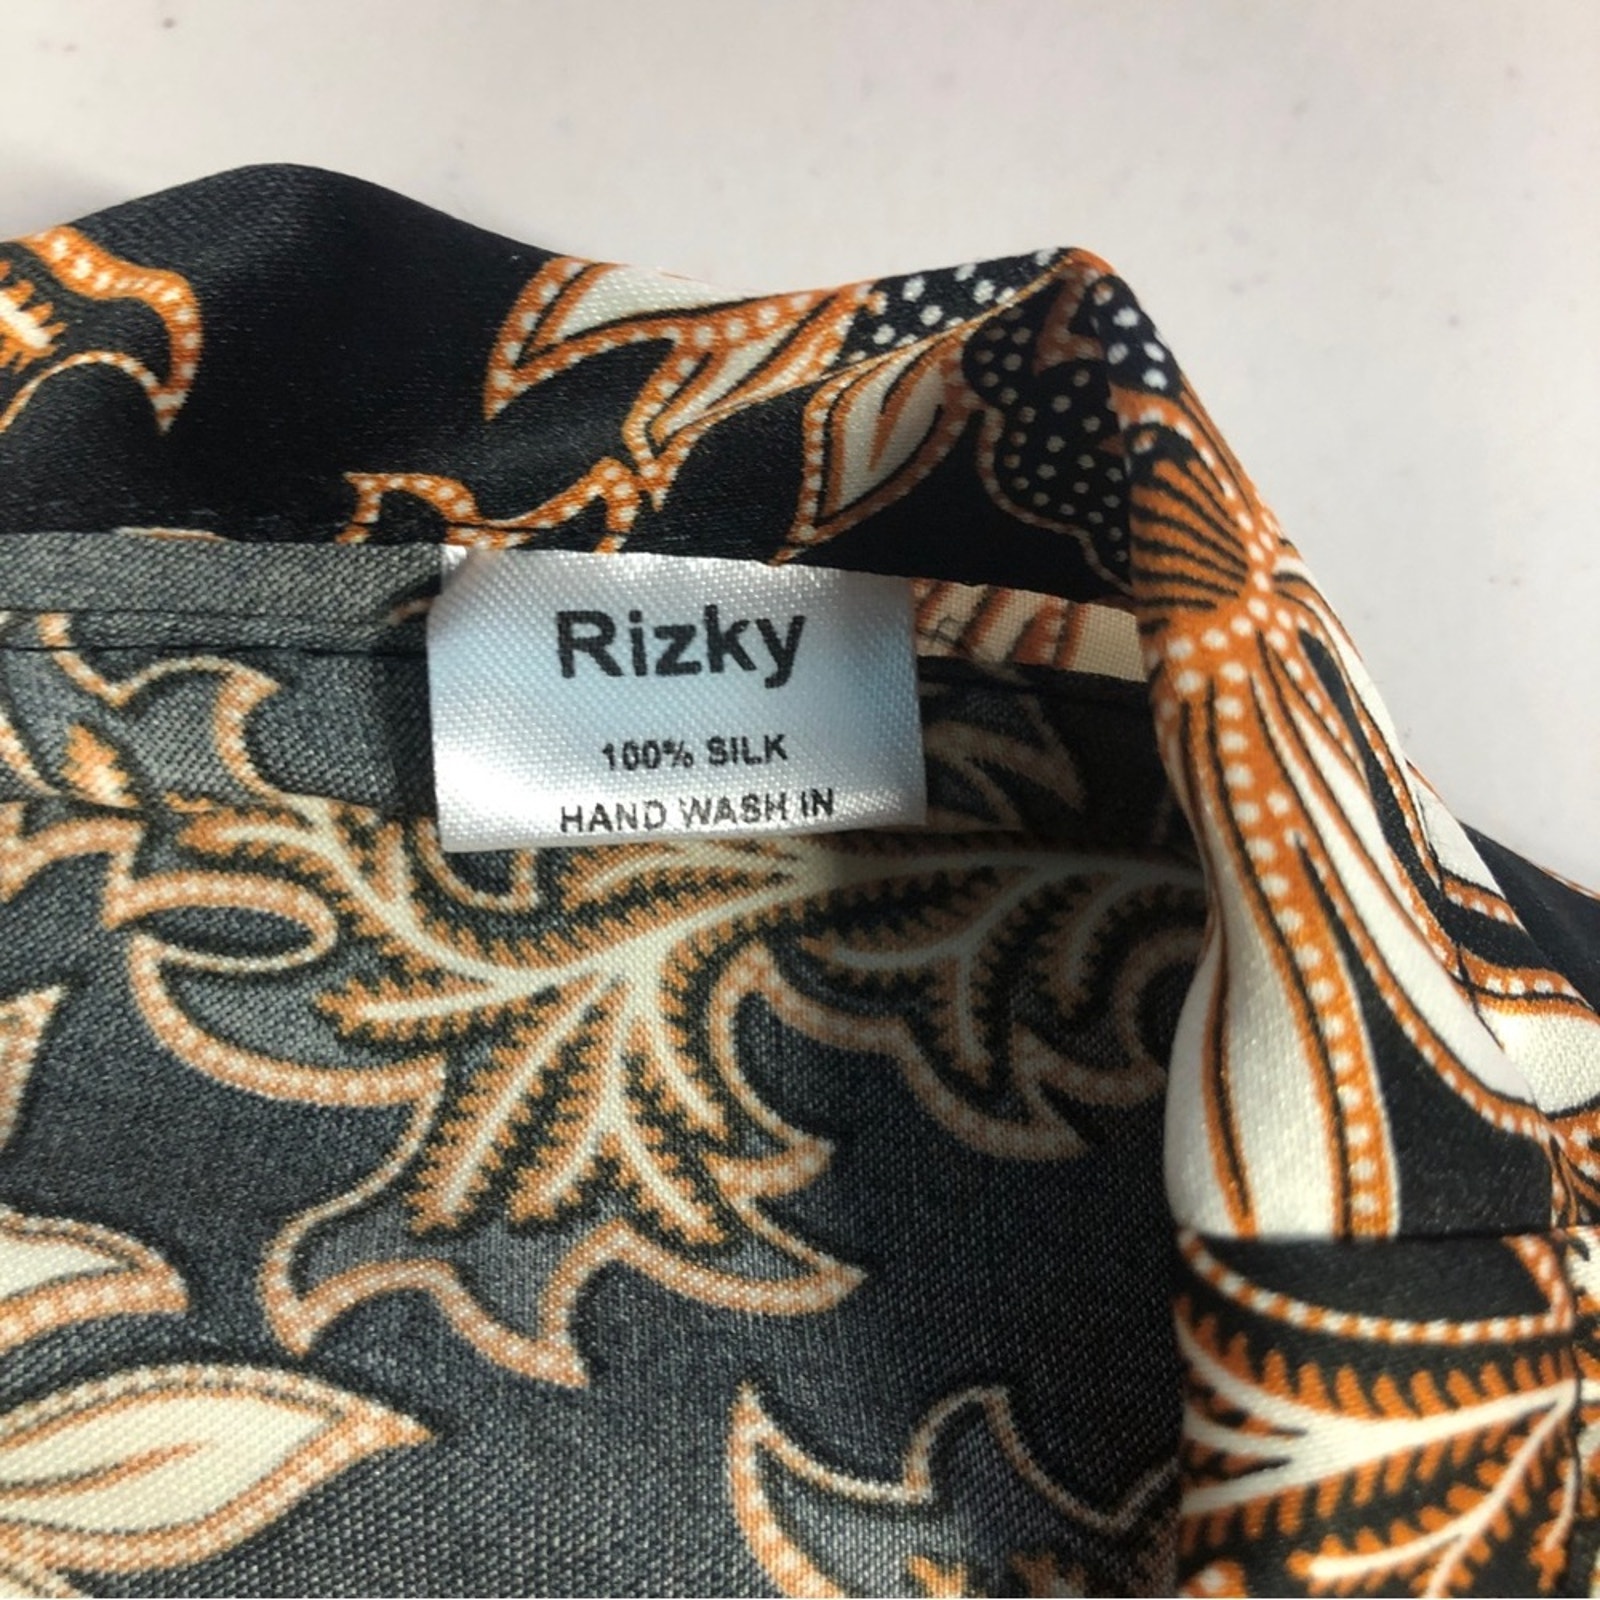 Rizky
100% SILK
HAND WASH IN